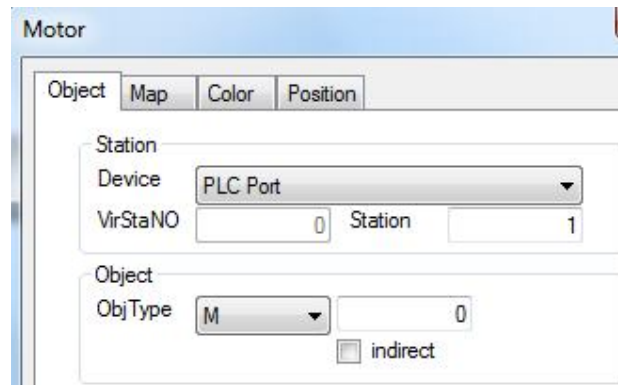 Motor
Object Map Color Position
Station
Device PLC Port
VirStaNO 0 Station 1
Object
ObjType M 0
indirect